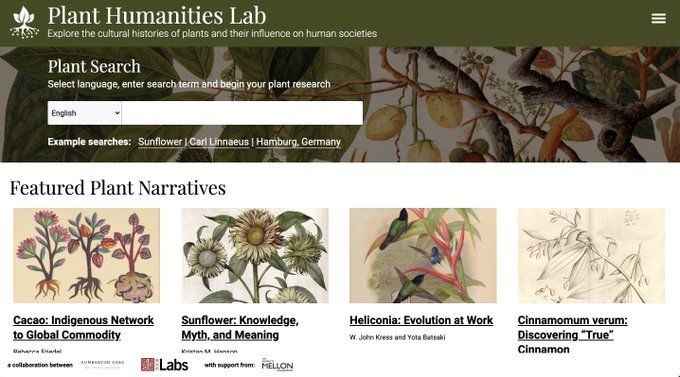 Plant Humanities Lab
Explore the cultural histories of plants and their influence on human societies
Plant Search
Select language, enter search term and begin your plant research
English
Example searches: Sunflower | Carl Linnaeus | Hamburg, Germany
Featured Plant Narratives
Cacao: Indigenous Network
to Global Commodity
Rebecca Friedel
Sunflower: Knowledge,
Myth, and Meaning
Kristan M. Hanson
Heliconia: Evolution at Work
W. John Kress and Yota Batsaki
Cinnamomum verum:
Discovering “True”
Cinnamon
a collaboration between
DUMBARTON OAKS
Labs
with support from:
MELLON